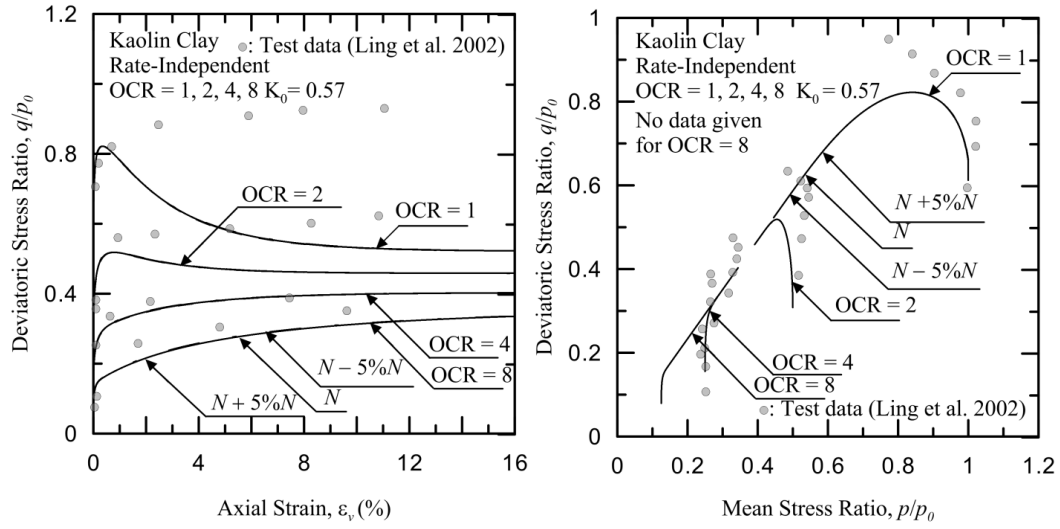 Kaolin Clay
: Test data (Ling et al. 2002)
Rate-Independent
OCR = 1, 2, 4, 8 K₀ = 0.57
OCR = 2
OCR = 1
OCR = 4
N − 5%N
OCR = 8
N
N + 5%N
1.2
0.8
0.4
0
0
4
8
12
16
Deviatoric Stress Ratio, q/p₀
Axial Strain, εᵥ (%)
Kaolin Clay
Rate-Independent
OCR = 1, 2, 4, 8 K₀ = 0.57
No data given
for OCR = 8
OCR = 1
N + 5%N
N
N − 5%N
OCR = 2
OCR = 4
OCR = 8
: Test data (Ling et al. 2002)
1
0.8
0.6
0.4
0.2
0
0
0.2
0.4
0.6
0.8
1
1.2
Deviatoric Stress Ratio, q/p₀
Mean Stress Ratio, p/p₀